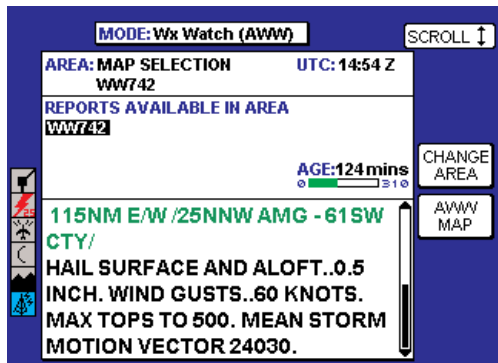 MODE: Wx Watch (AWW)
SCROLL ↕
AREA: MAP SELECTION UTC: 14:54 Z
WW742
REPORTS AVAILABLE IN AREA
WW742
AGE:124 mins
0 310
CHANGE
AREA
AWW
MAP
25
115NM E/W /25NNW AMG - 61SW
CTY/
HAIL SURFACE AND ALOFT..0.5
INCH. WIND GUSTS..60 KNOTS.
MAX TOPS TO 500. MEAN STORM
MOTION VECTOR 24030.